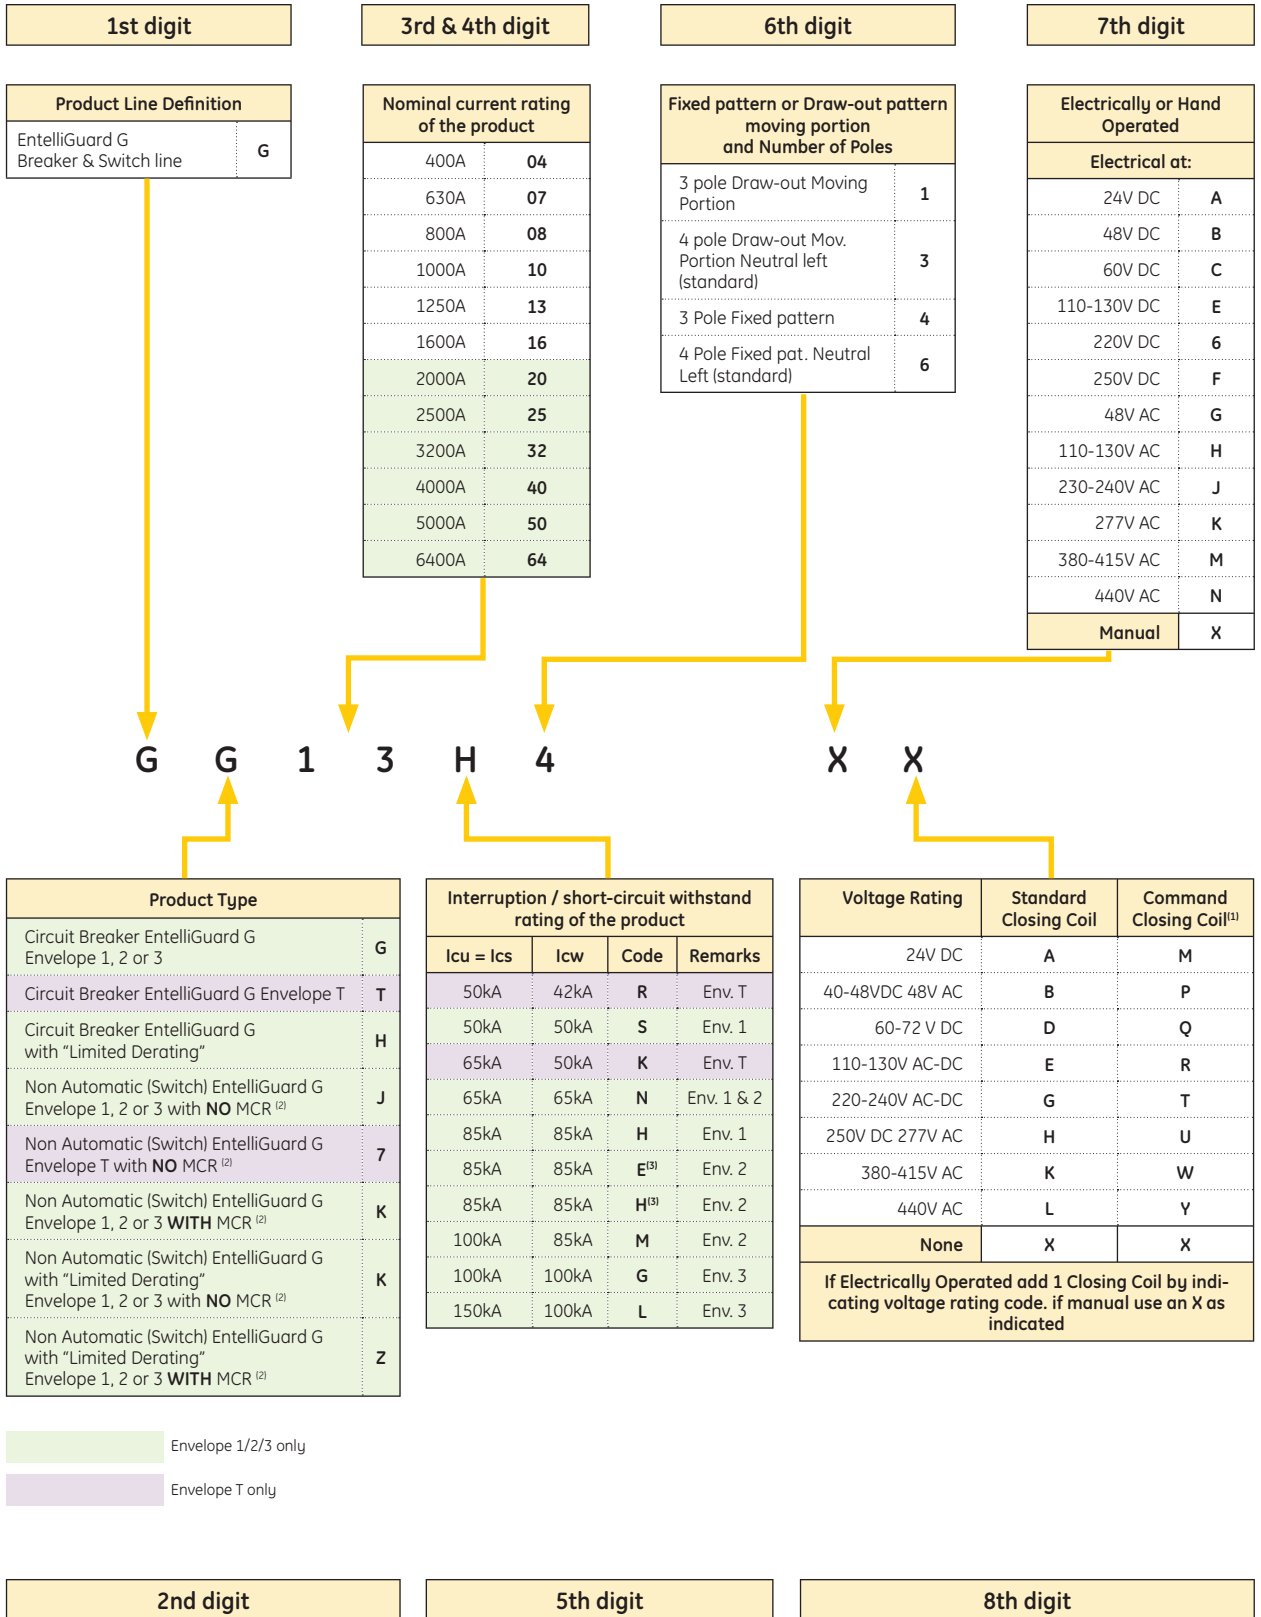 1st digit
3rd & 4th digit
6th digit
7th digit
Product Line Definition
EntelliGuard G
Breaker & Switch line
G
Nominal current rating
of the product
400A 04
630A 07
800A 08
1000A 10
1250A 13
1600A 16
2000A 20
2500A 25
3200A 32
4000A 40
5000A 50
6400A 64
Fixed pattern or Draw-out pattern
moving portion
and Number of Poles
3 pole Draw-out Moving
Portion
1
4 pole Draw-out Mov.
Portion Neutral left
(standard)
3
3 Pole Fixed pattern 4
4 Pole Fixed pat. Neutral
Left (standard)
6
Electrically or Hand
Operated
Electrical at:
24V DC A
48V DC B
60V DC C
110-130V DC E
220V DC 6
250V DC F
48V AC G
110-130V AC H
230-240V AC J
277V AC K
380-415V AC M
440V AC N
Manual X
G G 1 3 H 4 X X
Product Type
Circuit Breaker EntelliGuard G
Envelope 1, 2 or 3
G
Circuit Breaker EntelliGuard G Envelope T T
Circuit Breaker EntelliGuard G
with “Limited Derating”
H
Non Automatic (Switch) EntelliGuard G
Envelope 1, 2 or 3 with NO MCR (2)
J
Non Automatic (Switch) EntelliGuard G
Envelope T with NO MCR (2)
7
Non Automatic (Switch) EntelliGuard G
Envelope 1, 2 or 3 WITH MCR (2)
K
Non Automatic (Switch) EntelliGuard G
with “Limited Derating”
Envelope 1, 2 or 3 with NO MCR (2)
K
Non Automatic (Switch) EntelliGuard G
with “Limited Derating”
Envelope 1, 2 or 3 WITH MCR (2)
Z
Interruption / short-circuit withstand
rating of the product
Icu = Ics Icw Code Remarks
50kA 42kA R Env. T
50kA 50kA S Env. 1
65kA 50kA K Env. T
65kA 65kA N Env. 1 & 2
85kA 85kA H Env. 1
85kA 85kA E(3) Env. 2
85kA 85kA H(3) Env. 2
100kA 85kA M Env. 2
100kA 100kA G Env. 3
150kA 100kA L Env. 3
Voltage Rating
Standard
Closing Coil
Command
Closing Coil(1)
24V DC A M
40-48VDC 48V AC B P
60-72 V DC D Q
110-130V AC-DC E R
220-240V AC-DC G T
250V DC 277V AC H U
380-415V AC K W
440V AC L Y
None X X
If Electrically Operated add 1 Closing Coil by indi-
cating voltage rating code. if manual use an X as
indicated
Envelope 1/2/3 only
Envelope T only
2nd digit
5th digit
8th digit